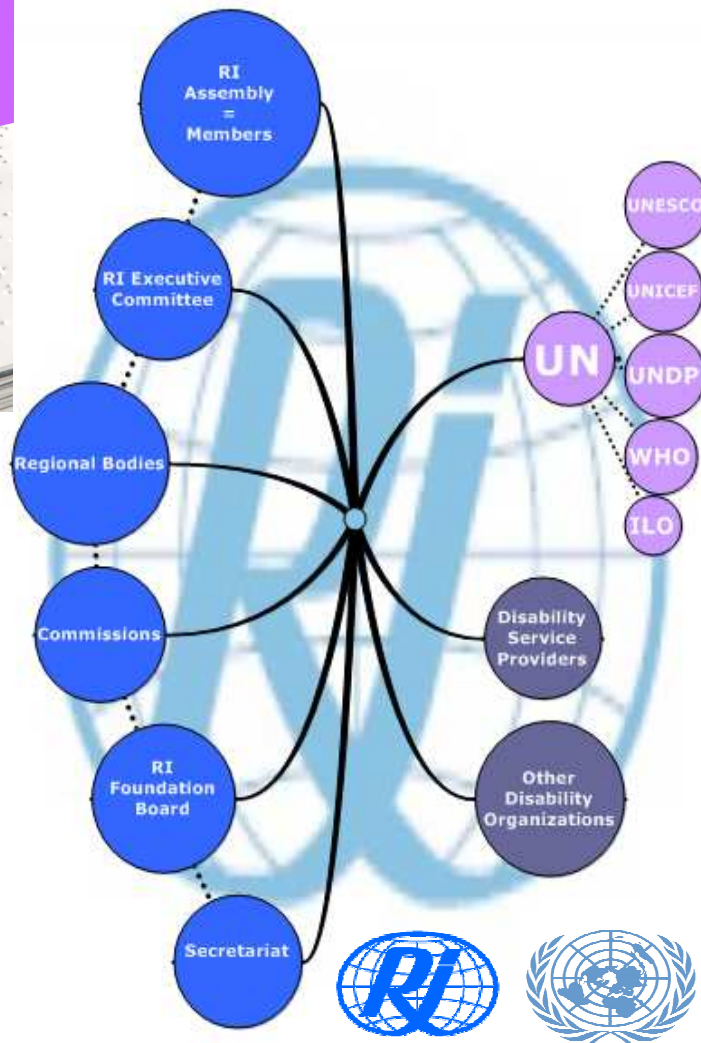 RI
Assembly
=
Members
RI Executive
Committee
Regional Bodies
Commissions
RI
Foundation
Board
Secretariat
UN
UNESCO
UNICEF
UNDP
WHO
ILO
Disability
Service
Providers
Other
Disability
Organizations
Ri
Ri